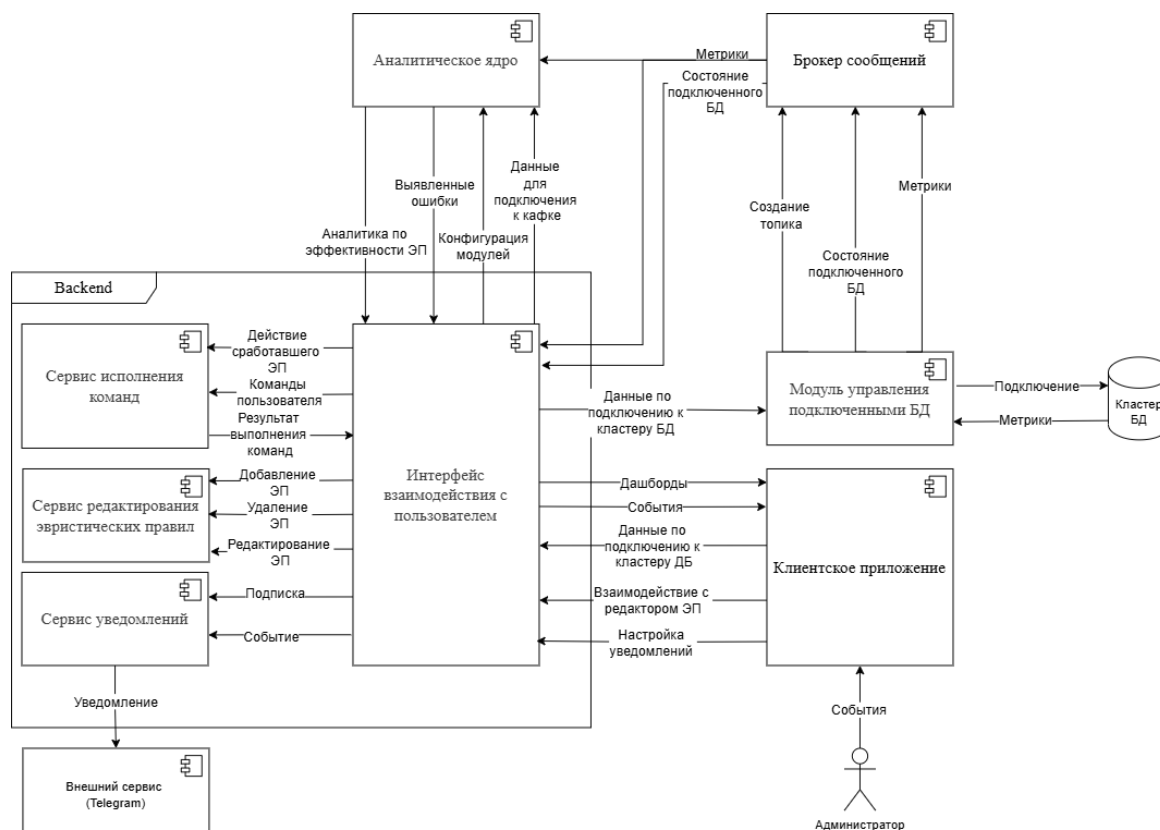 Аналитическое ядро
Брокер сообщений
Метрики
Состояние
подключенного
БД
Аналитика по
эффективности ЭП
Выявленные
ошибки
Конфигурация
модулей
Данные
для
подключения
к кафке
Создание
топика
Состояние
подключенного
БД
Метрики
Backend
Сервис исполнения
команд
Действие
сработавшего
ЭП
Команды
пользователя
Результат
выполнения
команд
Интерфейс
взаимодействия с
пользователем
Данные по
подключению к
кластеру БД
Модуль управления
подключенными БД
Подключение
Метрики
Кластер
БД
Сервис редактирования
эвристических правил
Добавление
ЭП
Удаление
ЭП
Редактирование
ЭП
Дашборды
События
Данные по
подключению к
кластеру ДБ
Взаимодействие с
редактором ЭП
Настройка
уведомлений
Клиентское приложение
Сервис уведомлений
Подписка
Событие
Уведомление
События
Внешний сервис
(Telegram)
Администратор